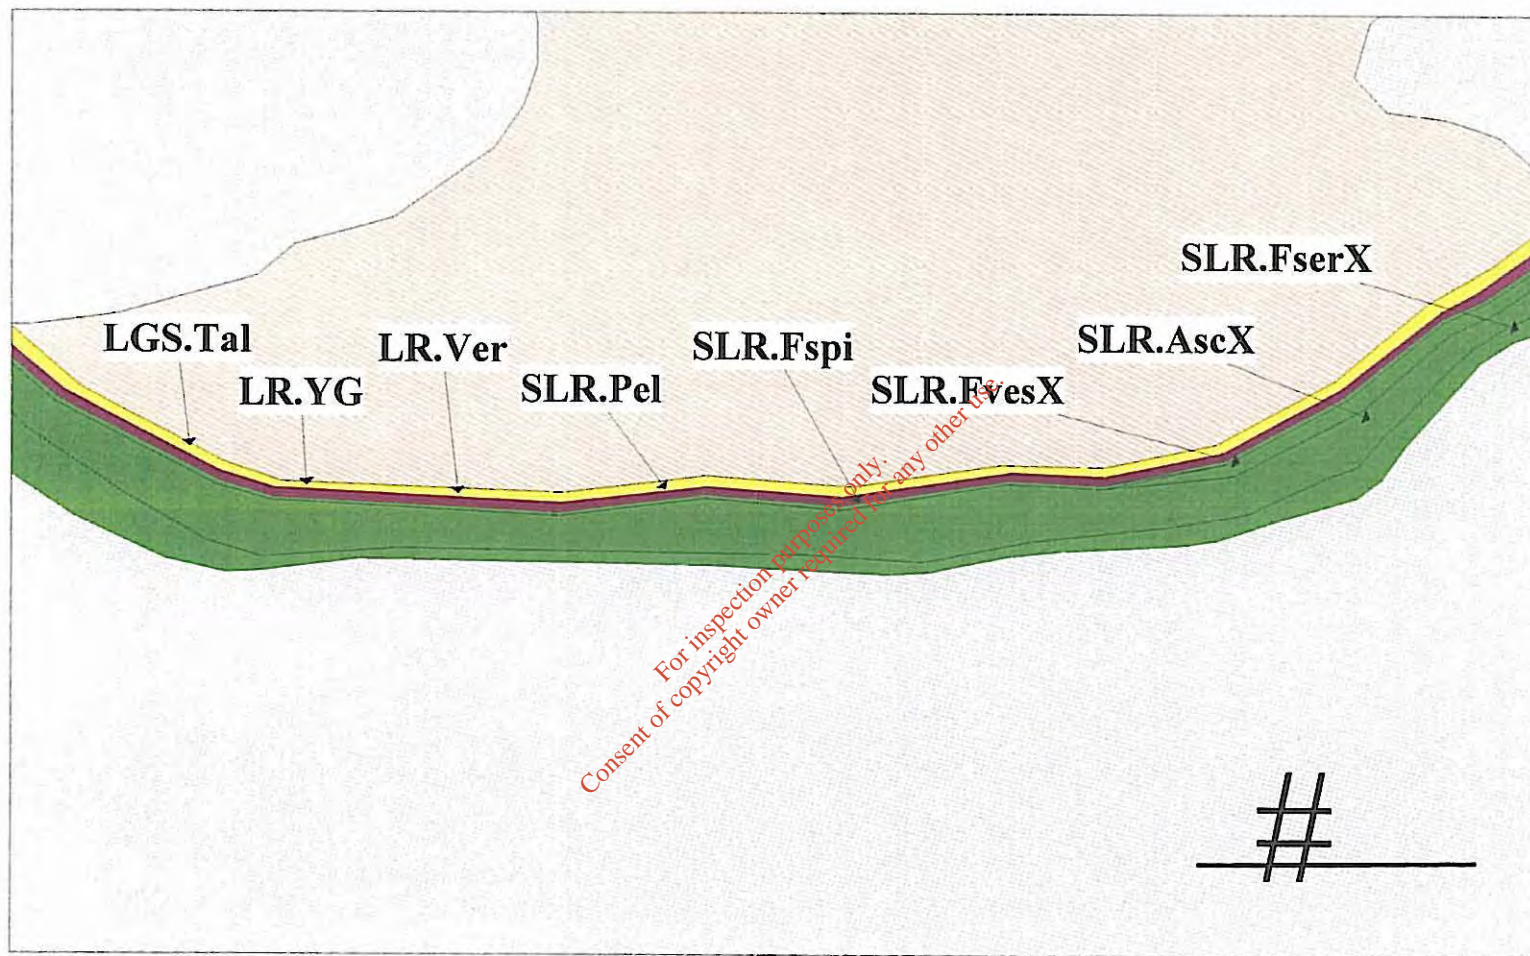 SLR.FserX
LGS.Tal
LR.Ver
SLR.Fspi
SLR.AscX
LR.YG
SLR.Pel
SLR.FvesX
For inspection purposes only.
Consent of copyright owner required for any other use.
#